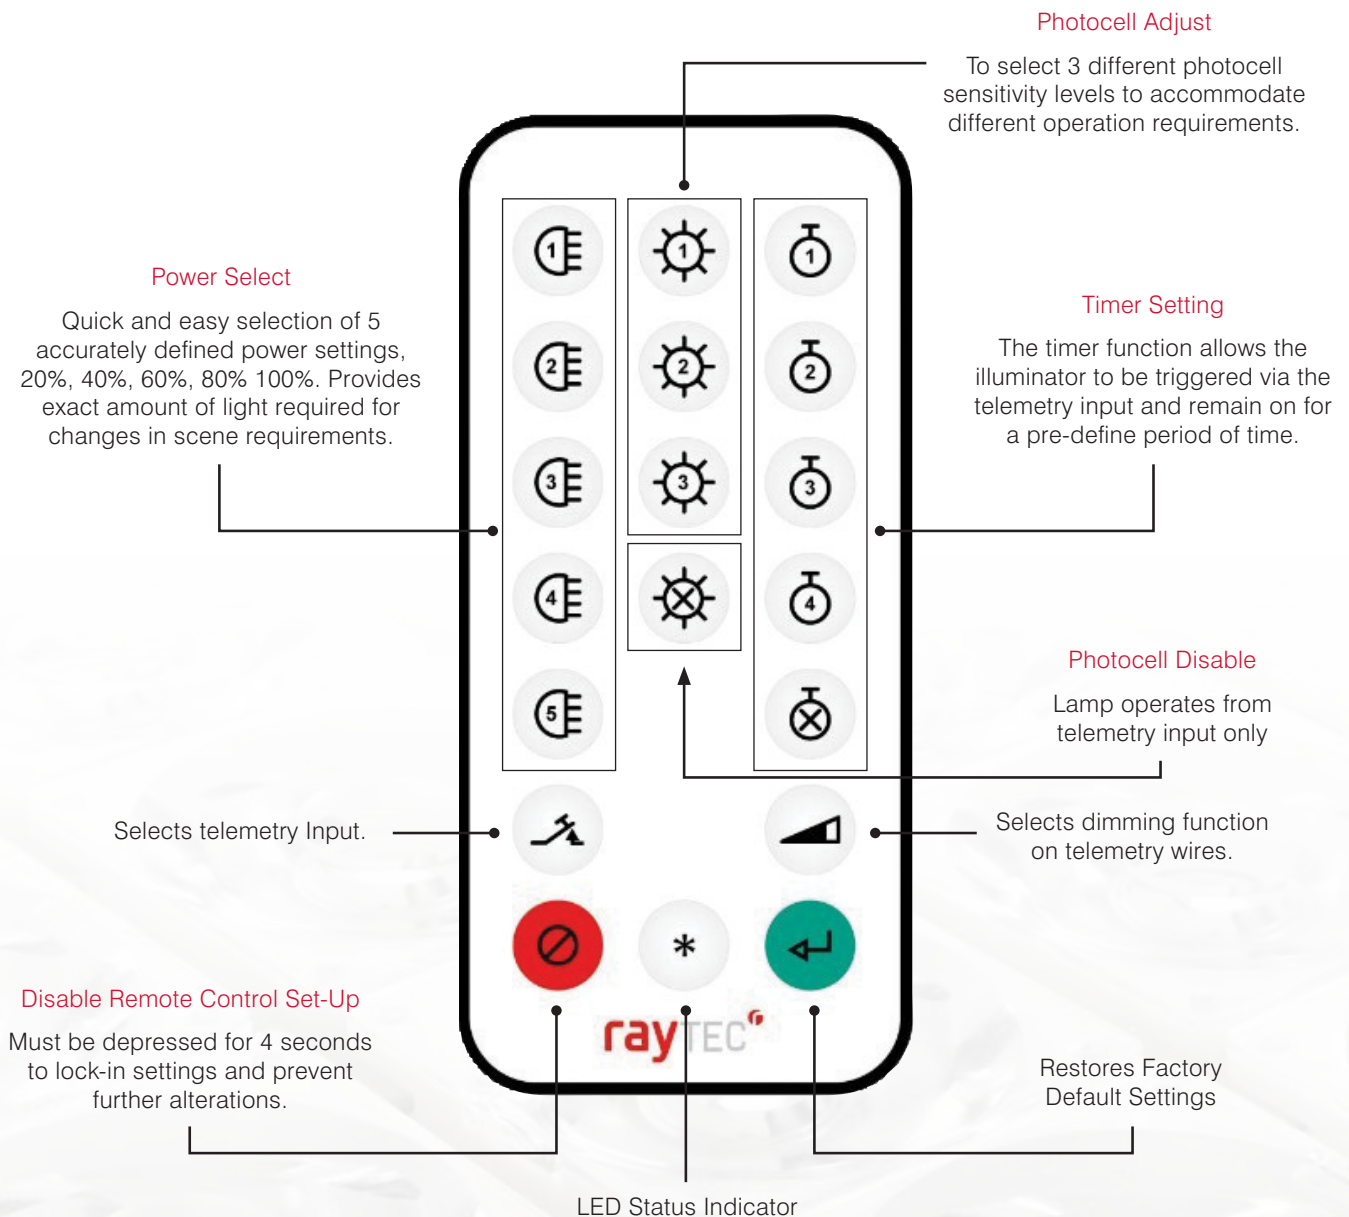 Photocell Adjust
To select 3 different photocell
sensitivity levels to accommodate
different operation requirements.
Power Select
Quick and easy selection of 5
accurately defined power settings,
20%, 40%, 60%, 80% 100%. Provides
exact amount of light required for
changes in scene requirements.
Timer Setting
The timer function allows the
illuminator to be triggered via the
telemetry input and remain on for
a pre-define period of time.
1 1 1
2 2 2
3 3 3
4 4
5
Photocell Disable
Lamp operates from
telemetry input only
Selects telemetry Input.
Selects dimming function
on telemetry wires.
*
raytec
Disable Remote Control Set-Up
Must be depressed for 4 seconds
to lock-in settings and prevent
further alterations.
Restores Factory
Default Settings
LED Status Indicator